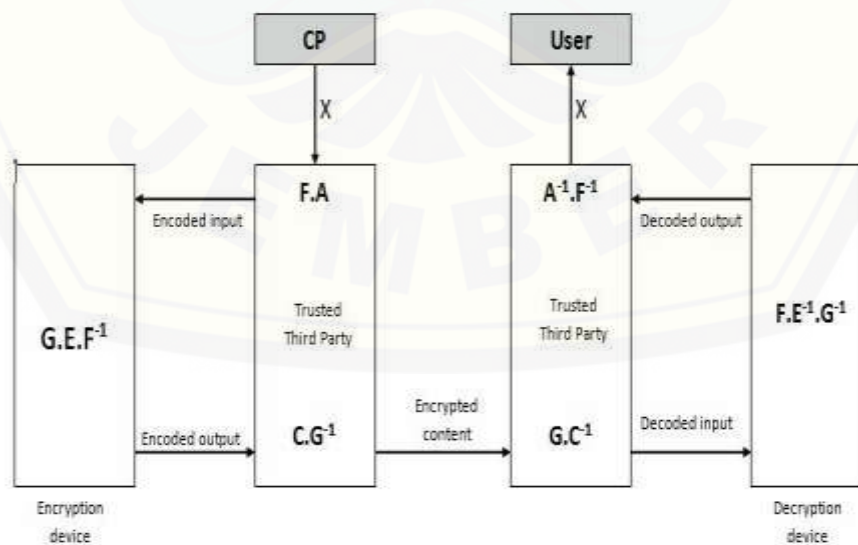 CP
User
X
X
F.A
A⁻¹.F⁻¹
Encoded input
Decoded output
G.E.F⁻¹
Trusted
Third Party
Trusted
Third Party
F.E⁻¹.G⁻¹
Encoded output
C.G⁻¹
Encrypted
content
G.C⁻¹
Decoded input
Encryption
device
Decryption
device
JEMBER